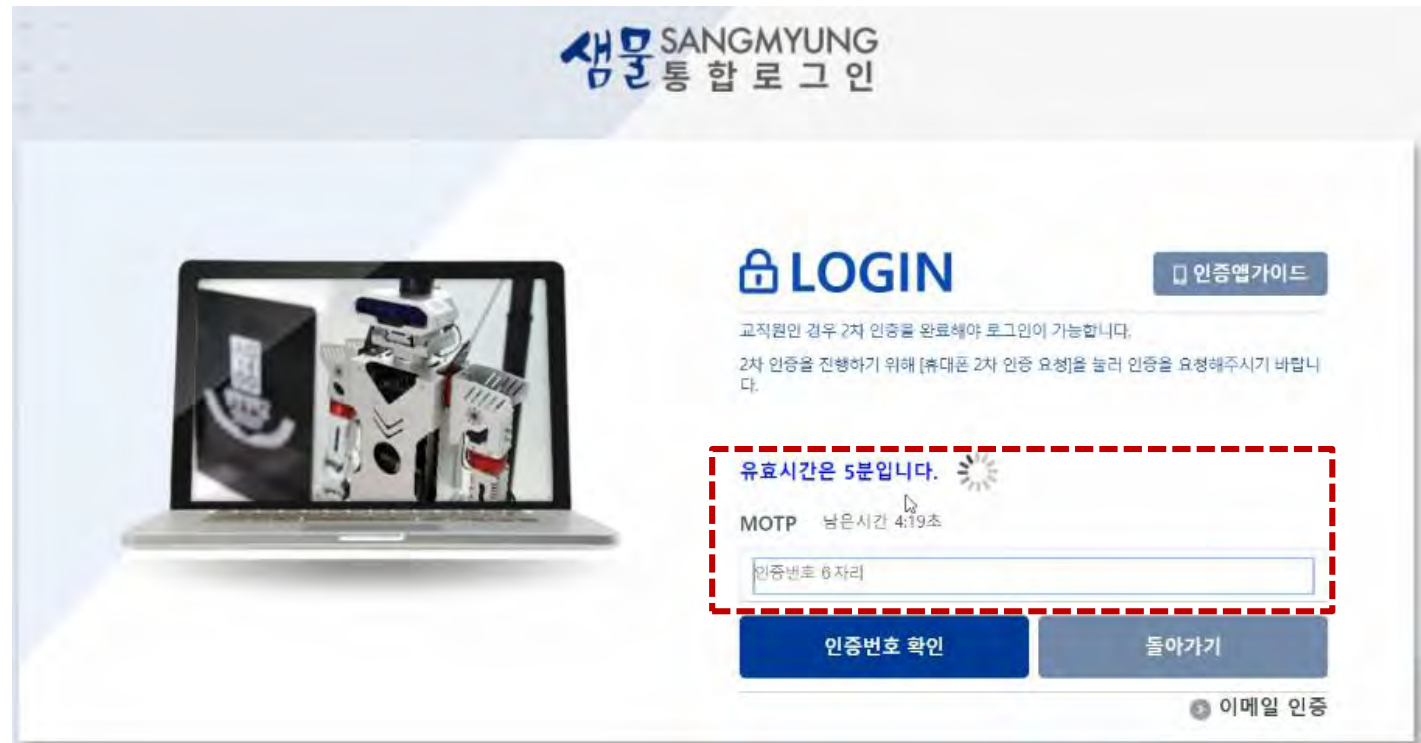 샘물 SANGMYUNG
통합로그인
LOGIN
인증앱가이드
교직원인 경우 2차 인증을 완료해야 로그인이 가능합니다.
2차 인증을 진행하기 위해 [휴대폰 2차 인증 요청]을 눌러 인증을 요청해주시기 바랍니
다.
유효시간은 5분입니다.
MOTP 남은시간 4:19초
인증번호 6 자리
인증번호 확인
돌아가기
이메일 인증